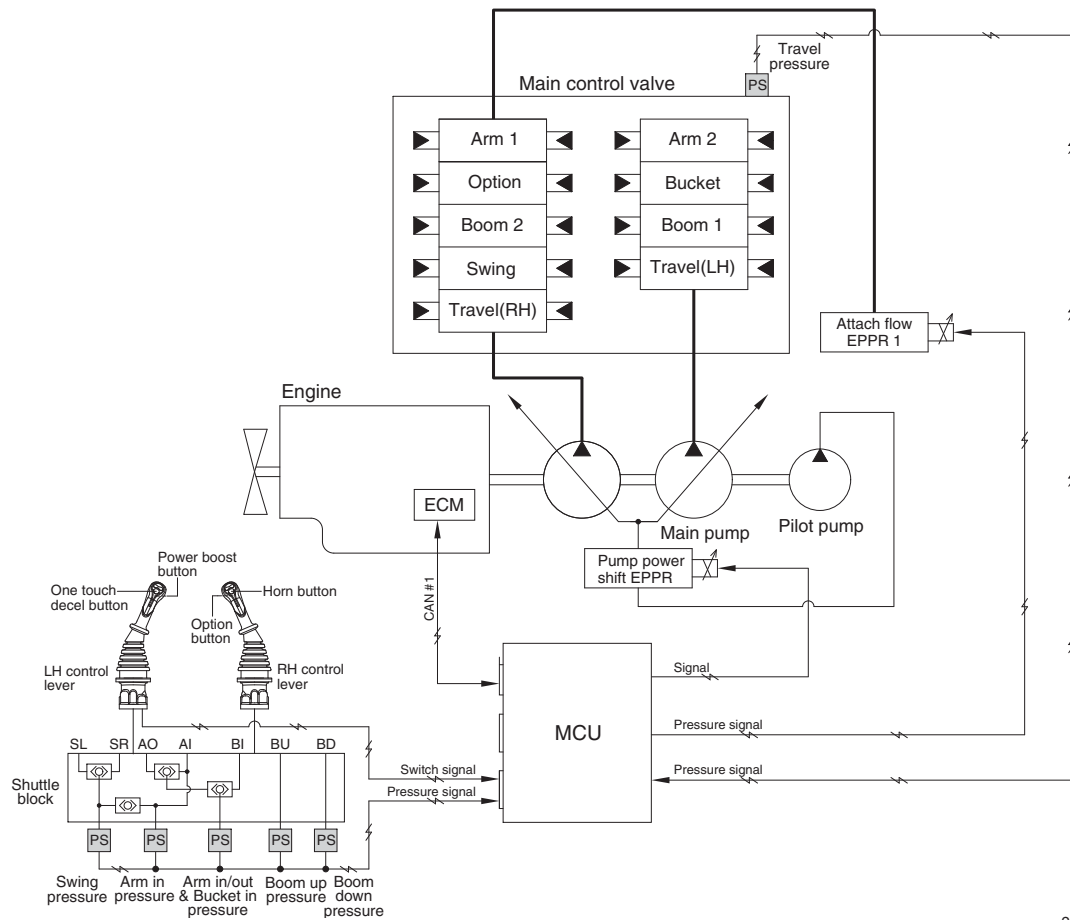 Travel
pressure
Main control valve
PS
Arm 1
Arm 2
Option
Bucket
Boom 2
Boom 1
Swing
Travel(LH)
Travel(RH)
Attach flow
EPPR 1
Engine
ECM
Main pump
Pilot pump
Pump power
shift EPPR
CAN #1
Power boost
button
One touch
decel button
Horn button
Option
button
LH control
lever
RH control
lever
Signal
MCU
Pressure signal
Switch signal
Pressure signal
Pressure signal
SL
SR
AO
AI
BI
BU
BD
Shuttle
block
PS
PS
PS
PS
PS
Swing
pressure
Arm in
pressure
Arm in/out
& Bucket in
pressure
Boom up
pressure
Boom
down
pressure